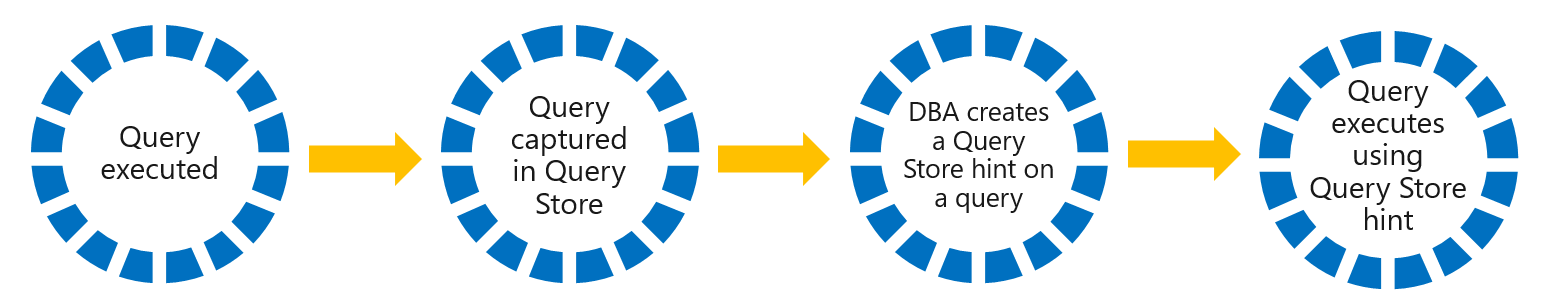 Query
executed
Query
captured
in Query
Store
DBA creates
a Query
Store hint on
a query
Query
executes
using
Query Store
hint